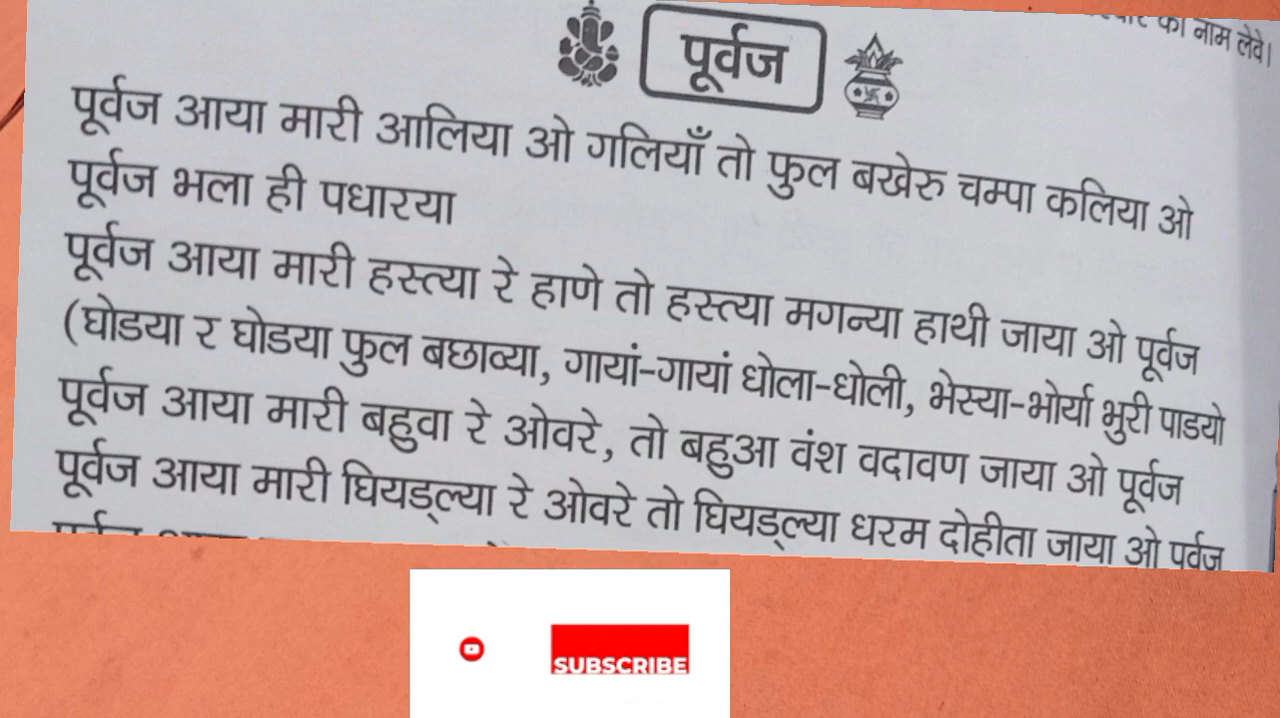 का नाम लेवे।
पूर्वज
पूर्वज आया मारी आलिया ओ गलियाँ तो फुल बखेरु चम्पा कलिया ओ
पूर्वज भला ही पधारया
पूर्वज आया मारी हस्त्या रे हाणे तो हस्त्या मगन्या हाथी जाया ओ पूर्वज
(घोडया र घोडया फुल बछाव्या, गायां-गायां धोला-धोली, भेस्या-भोर्या भुरी पाडयो
पूर्वज आया मारी बहुवा रे ओवरे, तो बहुआ वंश वदावण जाया ओ पूर्वज
पूर्वज आया मारी घियड्ल्या रे ओवरे तो घियड्ल्या धरम दोहीता जाया ओ पूर्वज
SUBSCRIBE